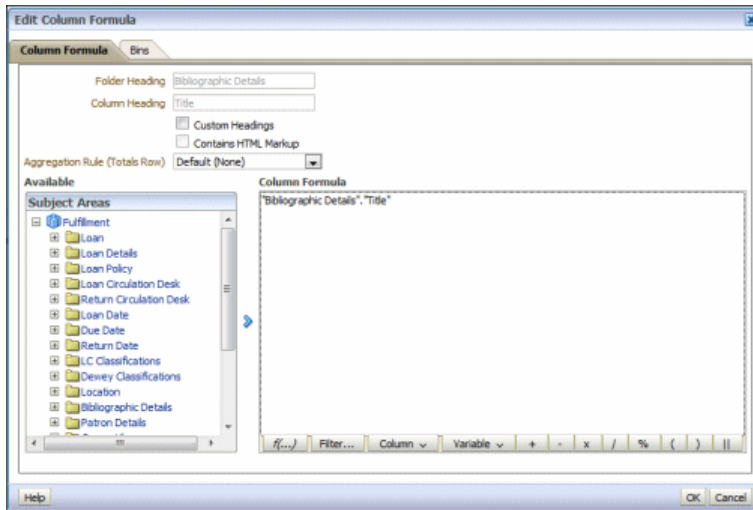 Edit Column Formula
Column Formula Bins
Folder Heading Bibliographic Details
Column Heading Title
Custom Headings
Contains HTML Markup
Aggregation Rule (Totals Row) Default (None)
Available Column Formula
Subject Areas
"Bibliographic Details"."Title"
Fulfillment
Loan
Loan Details
Loan Policy
Loan Circulation Desk
Return Circulation Desk
Loan Date
Due Date
Return Date
LC Classifications
Dewey Classifications
Location
Bibliographic Details
Patron Details
f(...) Filter... Column Variable + - x / % ( ) ||
Help OK Cancel